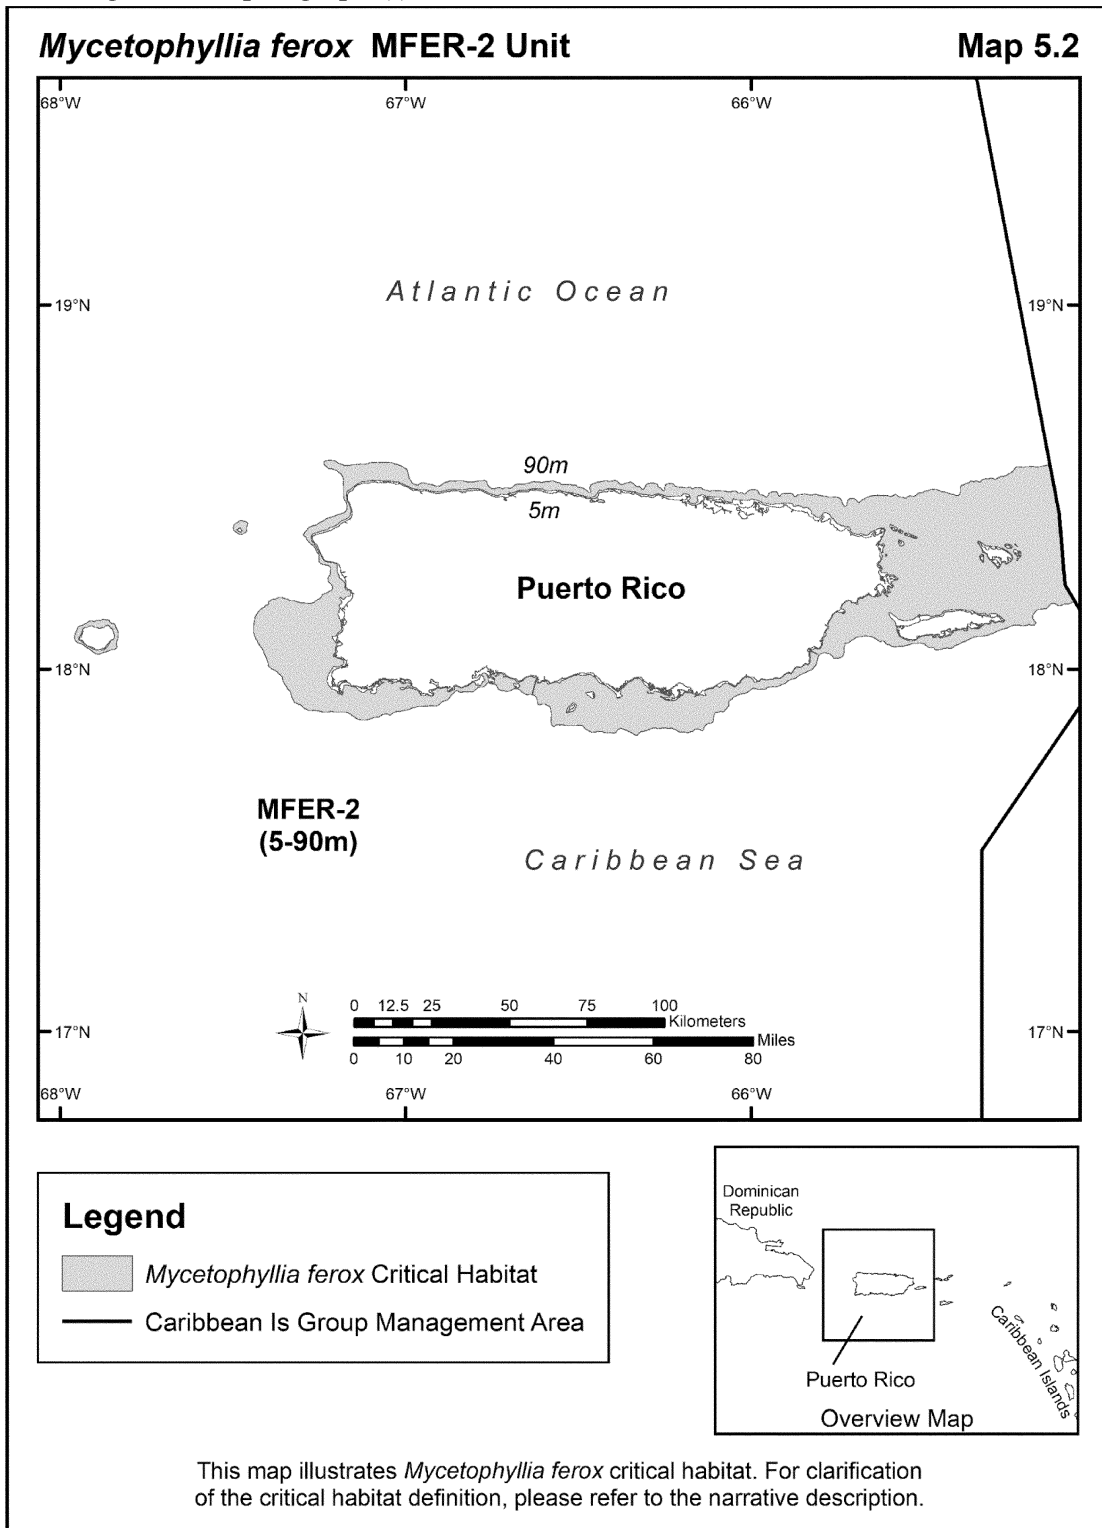 Mycetophyllia ferox MFER-2 Unit
Map 5.2
68°W
67°W
66°W
Atlantic Ocean
19°N
19°N
90m
5m
Puerto Rico
18°N
18°N
MFER-2
(5-90m)
Caribbean Sea
N
0 12.5 25 50 75 100
Kilometers
Miles
0 10 20 40 60 80
17°N
17°N
68°W
67°W
66°W
Legend
Mycetophyllia ferox Critical Habitat
Caribbean Is Group Management Area
Dominican
Republic
Caribbean Islands
Puerto Rico
Overview Map
This map illustrates Mycetophyllia ferox critical habitat. For clarification
of the critical habitat definition, please refer to the narrative description.